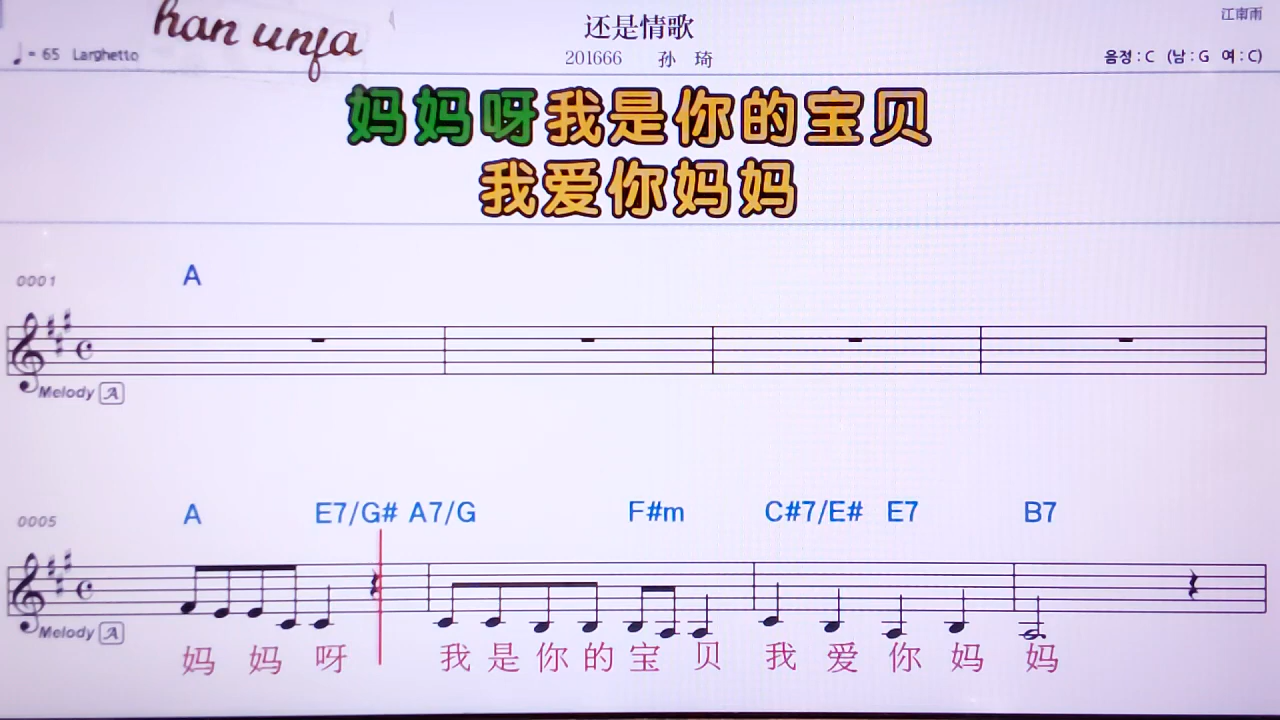 han unja
还是情歌
江南雨
♩= 65 Larghetto
201666 孙 琦
음정 : C (남 : G 여 : C)
妈妈呀我是你的宝贝
我爱你妈妈
0001
A
Melody A
0005
A E7/G# A7/G F#m C#7/E# E7 B7
Melody A
妈 妈 呀 我 是 你 的 宝 贝 我 爱 你 妈 妈